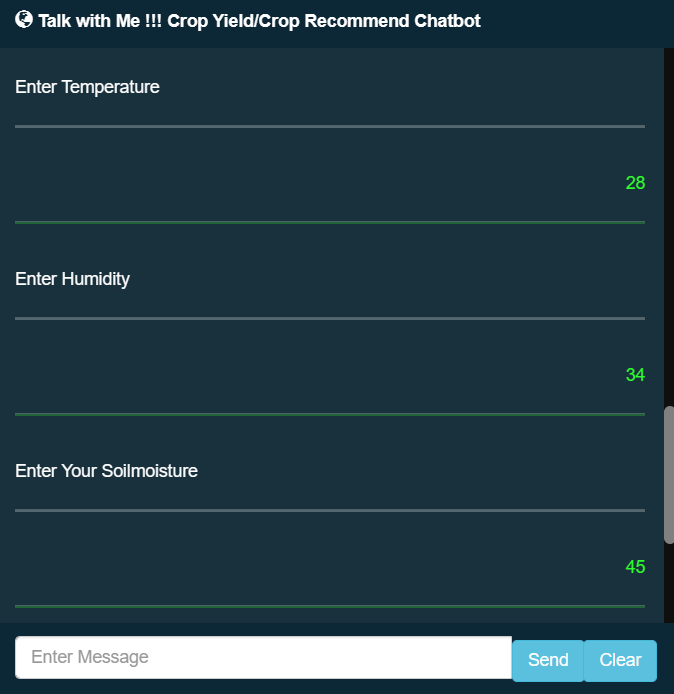 Talk with Me !!! Crop Yield/Crop Recommend Chatbot
Enter Temperature
28
Enter Humidity
34
Enter Your Soilmoisture
45
Enter Message
Send
Clear